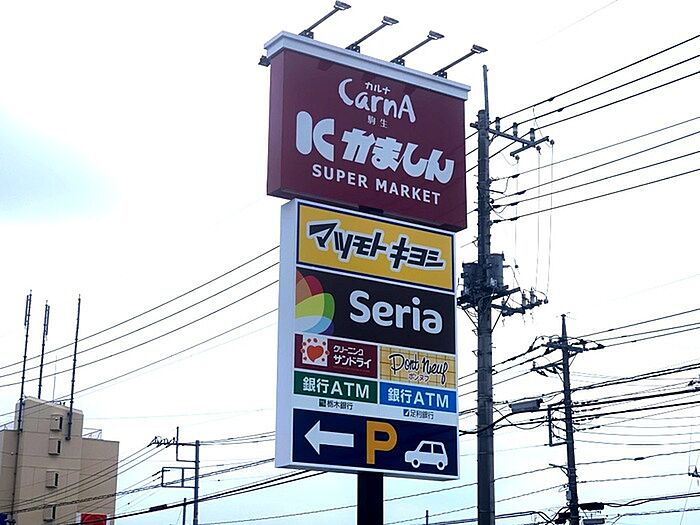 カルナ
CarnA
駒生
K かましん
SUPER MARKET
マツモトキヨシ
Seria
クリーニング
サンドライ
Pont Neuf
ポンヌフ
銀行ATM
銀行ATM
栃木銀行
足利銀行
P